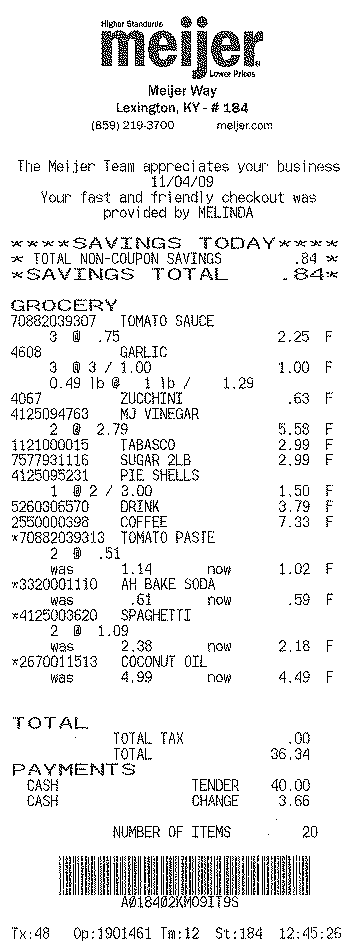 Higher Standards
meijer
Lower Prices
Meijer Way
Lexington, KY - # 184
(859) 219-3700 meijer.com
The Meijer Team appreciates your business
11/04/09
Your fast and friendly checkout was
provided by MELINDA
****SAVINGS TODAY****
* TOTAL NON-COUPON SAVINGS .84 *
*SAVINGS TOTAL .84*
GROCERY
70882039307 TOMATO SAUCE
3 @ .75 2.25 F
4608 GARLIC
3 @ 3 / 1.00 1.00 F
0.49 lb @ 1 lb / 1.29
4067 ZUCCHINI .63 F
4125094763 MJ VINEGAR
2 @ 2.79 5.58 F
1121000015 TABASCO 2.99 F
7577931116 SUGAR 2LB 2.99 F
4125095231 PIE SHELLS
1 @ 2 / 3.00 1.50 F
5260306570 DRINK 3.79 F
2550000398 COFFEE 7.33 F
*70882039313 TOMATO PASTE
2 @ .51
was 1.14 now 1.02 F
*3320001110 AH BAKE SODA
was .61 now .59 F
*4125003620 SPAGHETTI
2 @ 1.09
was 2.38 now 2.18 F
*2670011513 COCONUT OIL
was 4.99 now 4.49 F
TOTAL
TOTAL TAX .00
TOTAL 36.34
PAYMENTS
CASH TENDER 40.00
CASH CHANGE 3.66
NUMBER OF ITEMS 20
A018402KM09IT9S
Tx:48 Op:1901461 Tm:12 St:184 12:45:26